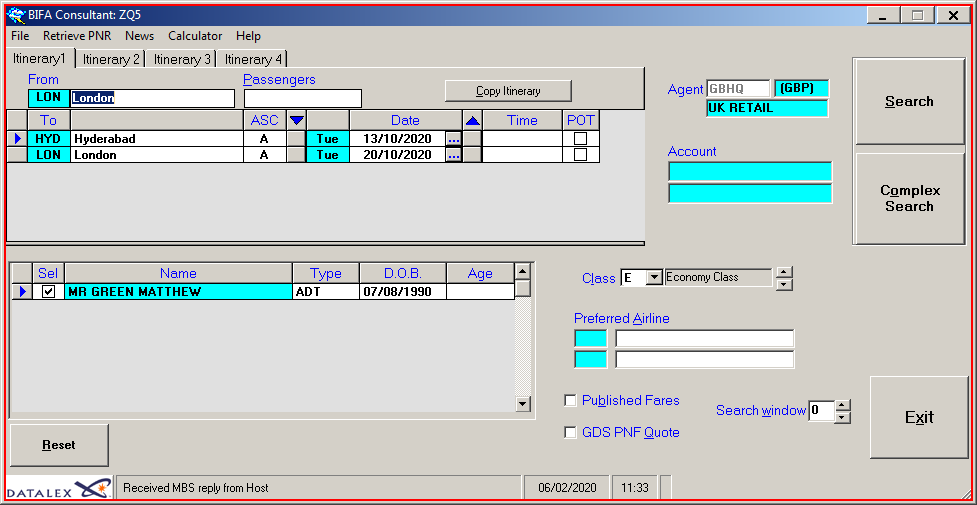 BIFA Consultant: ZQ5
File Retrieve PNR News Calculator Help
Itinerary1 Itinerary 2 Itinerary 3 Itinerary 4
From Passengers
LON London
Copy Itinerary
To ASC Date Time POT
HYD Hyderabad A Tue 13/10/2020 ...
LON London A Tue 20/10/2020 ...
Agent GBHQ (GBP)
UK RETAIL
Account
Search
Complex
Search
Sel Name Type D.O.B. Age
MR GREEN MATTHEW ADT 07/08/1990
Class E Economy Class
Preferred Airline
Published Fares
GDS PNF Quote
Search window 0
Exit
Reset
DATALEX Received MBS reply from Host 06/02/2020 11:33